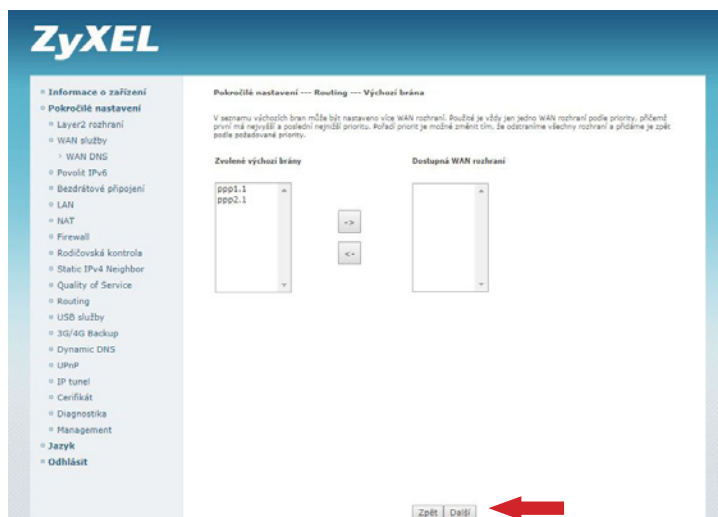 ZyXEL
Informace o zařízení
Pokročilé nastavení
Layer2 rozhraní
WAN služby
WAN DNS
Povolit IPv6
Bezdrátové připojení
LAN
NAT
Firewall
Rodičovská kontrola
Static IPv4 Neighbor
Quality of Service
Routing
USB služby
3G/4G Backup
Dynamic DNS
UPnP
IP tunel
Cerifikát
Diagnostika
Management
Jazyk
Odhlásit
Pokročilé nastavení --- Routing --- Výchozí brána
V seznamu výchozích bran může být nastaveno více WAN rozhraní. Použité je vždy jen jedno WAN rozhraní podle priority, přičemž
první má nejvyšší a poslední nejnižší prioritu. Pořadí priorit je možné změnit tím, že odstraníme všechny rozhraní a přidáme je zpět
podle požadované priority.
Zvolené výchozí brány
Dostupná WAN rozhraní
ppp1.1
ppp2.1
->
<-
Zpět Další